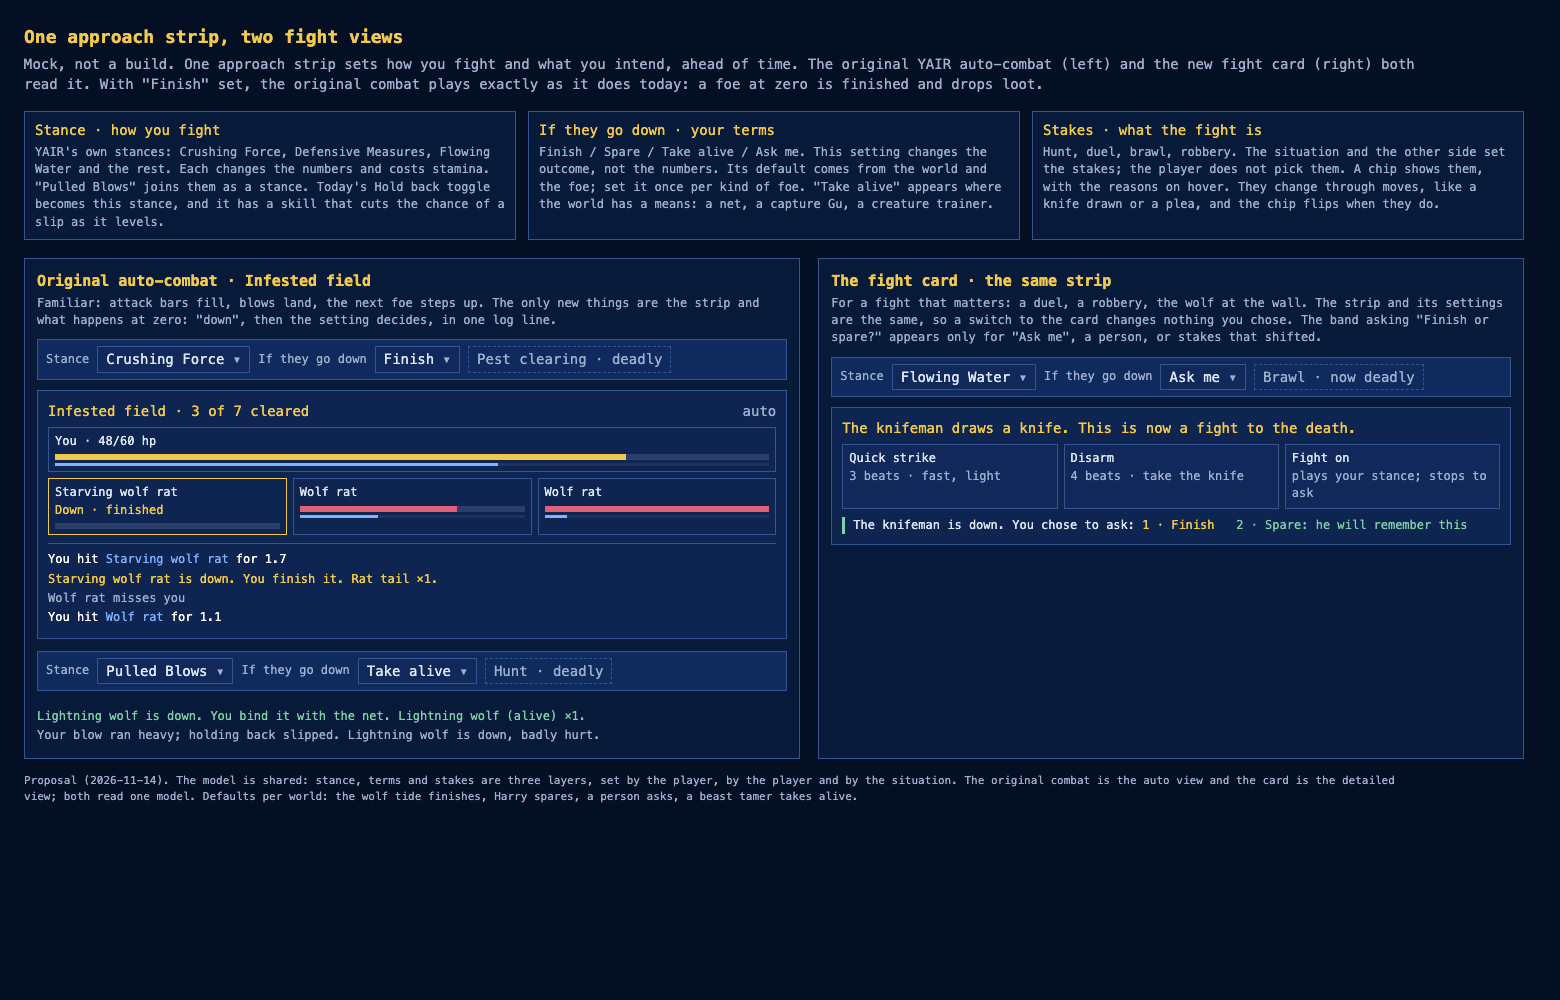 One approach strip, two fight views
Mock, not a build. One approach strip sets how you fight and what you intend, ahead of time. The original YAIR auto-combat (left) and the new fight card (right) both
read it. With "Finish" set, the original combat plays exactly as it does today: a foe at zero is finished and drops loot.
Stance · how you fight
YAIR's own stances: Crushing Force, Defensive Measures, Flowing
Water and the rest. Each changes the numbers and costs stamina.
"Pulled Blows" joins them as a stance. Today's Hold back toggle
becomes this stance, and it has a skill that cuts the chance of a
slip as it levels.
If they go down · your terms
Finish / Spare / Take alive / Ask me. This setting changes the
outcome, not the numbers. Its default comes from the world and
the foe; set it once per kind of foe. "Take alive" appears where
the world has a means: a net, a capture Gu, a creature trainer.
Stakes · what the fight is
Hunt, duel, brawl, robbery. The situation and the other side set
the stakes; the player does not pick them. A chip shows them,
with the reasons on hover. They change through moves, like a
knife drawn or a plea, and the chip flips when they do.
Original auto-combat · Infested field
Familiar: attack bars fill, blows land, the next foe steps up. The only new things are the strip and
what happens at zero: "down", then the setting decides, in one log line.
Stance Crushing Force ▾ If they go down Finish ▾ Pest clearing · deadly
Infested field · 3 of 7 cleared auto
You · 48/60 hp
Starving wolf rat
Down · finished
Wolf rat
Wolf rat
You hit Starving wolf rat for 1.7
Starving wolf rat is down. You finish it. Rat tail ×1.
Wolf rat misses you
You hit Wolf rat for 1.1
Stance Pulled Blows ▾ If they go down Take alive ▾ Hunt · deadly
Lightning wolf is down. You bind it with the net. Lightning wolf (alive) ×1.
Your blow ran heavy; holding back slipped. Lightning wolf is down, badly hurt.
The fight card · the same strip
For a fight that matters: a duel, a robbery, the wolf at the wall. The strip and its settings
are the same, so a switch to the card changes nothing you chose. The band asking "Finish or
spare?" appears only for "Ask me", a person, or stakes that shifted.
Stance Flowing Water ▾ If they go down Ask me ▾ Brawl · now deadly
The knifeman draws a knife. This is now a fight to the death.
Quick strike
3 beats · fast, light
Disarm
4 beats · take the knife
Fight on
plays your stance; stops to
ask
The knifeman is down. You chose to ask: 1 · Finish 2 · Spare: he will remember this
Proposal (2026-11-14). The model is shared: stance, terms and stakes are three layers, set by the player, by the player and by the situation. The original combat is the auto view and the card is the detailed
view; both read one model. Defaults per world: the wolf tide finishes, Harry spares, a person asks, a beast tamer takes alive.